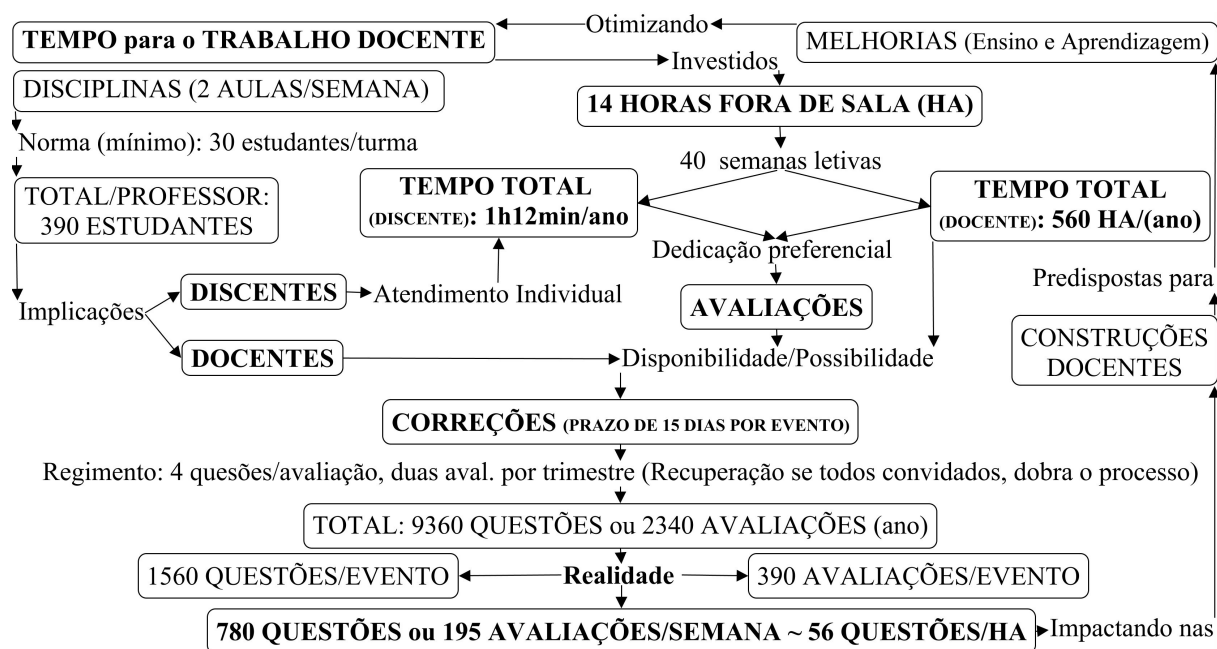 Otimizando
TEMPO para o TRABALHO DOCENTE
MELHORIAS (Ensino e Aprendizagem)
Investidos
DISCIPLINAS (2 AULAS/SEMANA)
14 HORAS FORA DE SALA (HA)
Norma (mínimo): 30 estudantes/turma
40 semanas letivas
TOTAL/PROFESSOR:
390 ESTUDANTES
TEMPO TOTAL
(DISCENTE): 1h12min/ano
TEMPO TOTAL
(DOCENTE): 560 HA/(ano)
Dedicação preferencial
Predispostas para
Implicações
DISCENTES
Atendimento Individual
AVALIAÇÕES
DOCENTES
Disponibilidade/Possibilidade
CONSTRUÇÕES
DOCENTES
CORREÇÕES (PRAZO DE 15 DIAS POR EVENTO)
Regimento: 4 quesões/avaliação, duas aval. por trimestre (Recuperação se todos convidados, dobra o processo)
TOTAL: 9360 QUESTÕES ou 2340 AVALIAÇÕES (ano)
1560 QUESTÕES/EVENTO
Realidade
390 AVALIAÇÕES/EVENTO
780 QUESTÕES ou 195 AVALIAÇÕES/SEMANA ~ 56 QUESTÕES/HA
Impactando nas